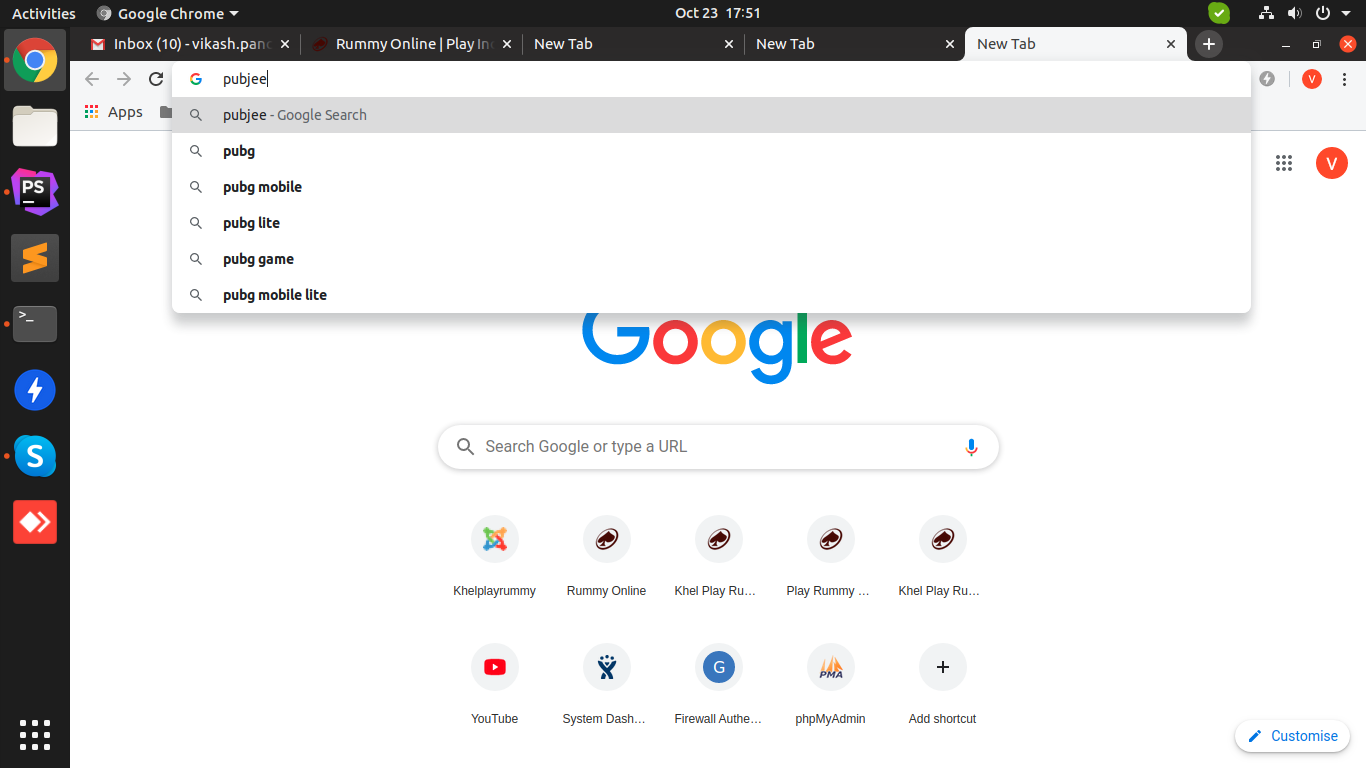 Activities Google Chrome Oct 23 17:51
Inbox (10) - vikash.pand Rummy Online | Play In New Tab New Tab New Tab
V
pubjee
Apps
pubjee - Google Search
pubg
V
pubg mobile
pubg lite
pubg game
pubg mobile lite
Google
Search Google or type a URL
Khelplayrummy Rummy Online Khel Play Ru… Play Rummy … Khel Play Ru…
G
PMA
YouTube System Dash… Firewall Authe… phpMyAdmin Add shortcut
Customise
PS
>_
S